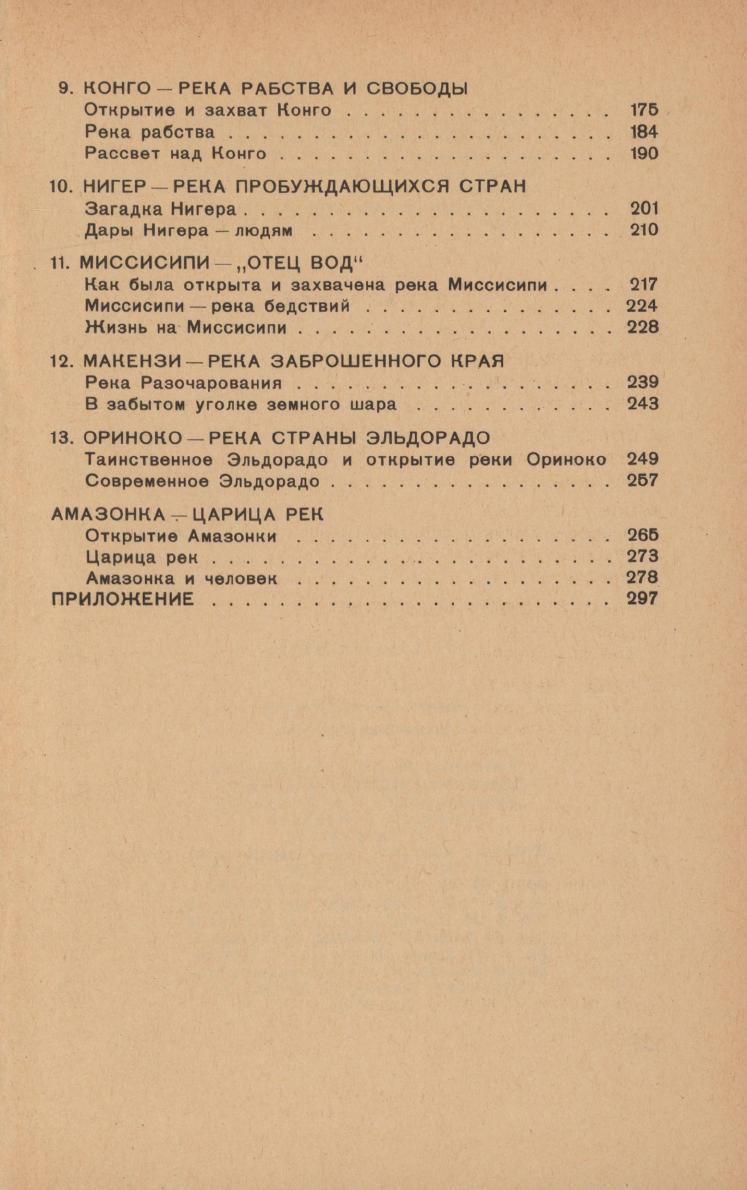 9. КОНГО — РЕКА РАБСТВА И СВОБОДЫ
Открытие и захват Конго . . . . . . . . . . . . . . . . 175
Река рабства . . . . . . . . . . . . . . . . . . . . . . . 184
Рассвет над Конго . . . . . . . . . . . . . . . . . . . . 190
10. НИГЕР — РЕКА ПРОБУЖДАЮЩИХСЯ СТРАН
Загадка Нигера . . . . . . . . . . . . . . . . . . . . . . 201
Дары Нигера — людям . . . . . . . . . . . . . . . . . . 210
11. МИССИСИПИ — „ОТЕЦ ВОД“
Как была открыта и захвачена река Миссисипи . . . . 217
Миссисипи — река бедствий . . . . . . . . . . . . . . . 224
Жизнь на Миссисипи . . . . . . . . . . . . . . . . . . . 228
12. МАКЕНЗИ — РЕКА ЗАБРОШЕННОГО КРАЯ
Река Разочарования . . . . . . . . . . . . . . . . . . . 239
В забытом уголке земного шара . . . . . . . . . . . . 243
13. ОРИНОКО — РЕКА СТРАНЫ ЭЛЬДОРАДО
Таинственное Эльдорадо и открытие реки Ориноко 249
Современное Эльдорадо . . . . . . . . . . . . . . . . . 257
АМАЗОНКА — ЦАРИЦА РЕК
Открытие Амазонки . . . . . . . . . . . . . . . . . . . 265
Царица рек . . . . . . . . . . . . . . . . . . . . . . . . 273
Амазонка и человек . . . . . . . . . . . . . . . . . . . 278
ПРИЛОЖЕНИЕ . . . . . . . . . . . . . . . . . . . . . . . . 297